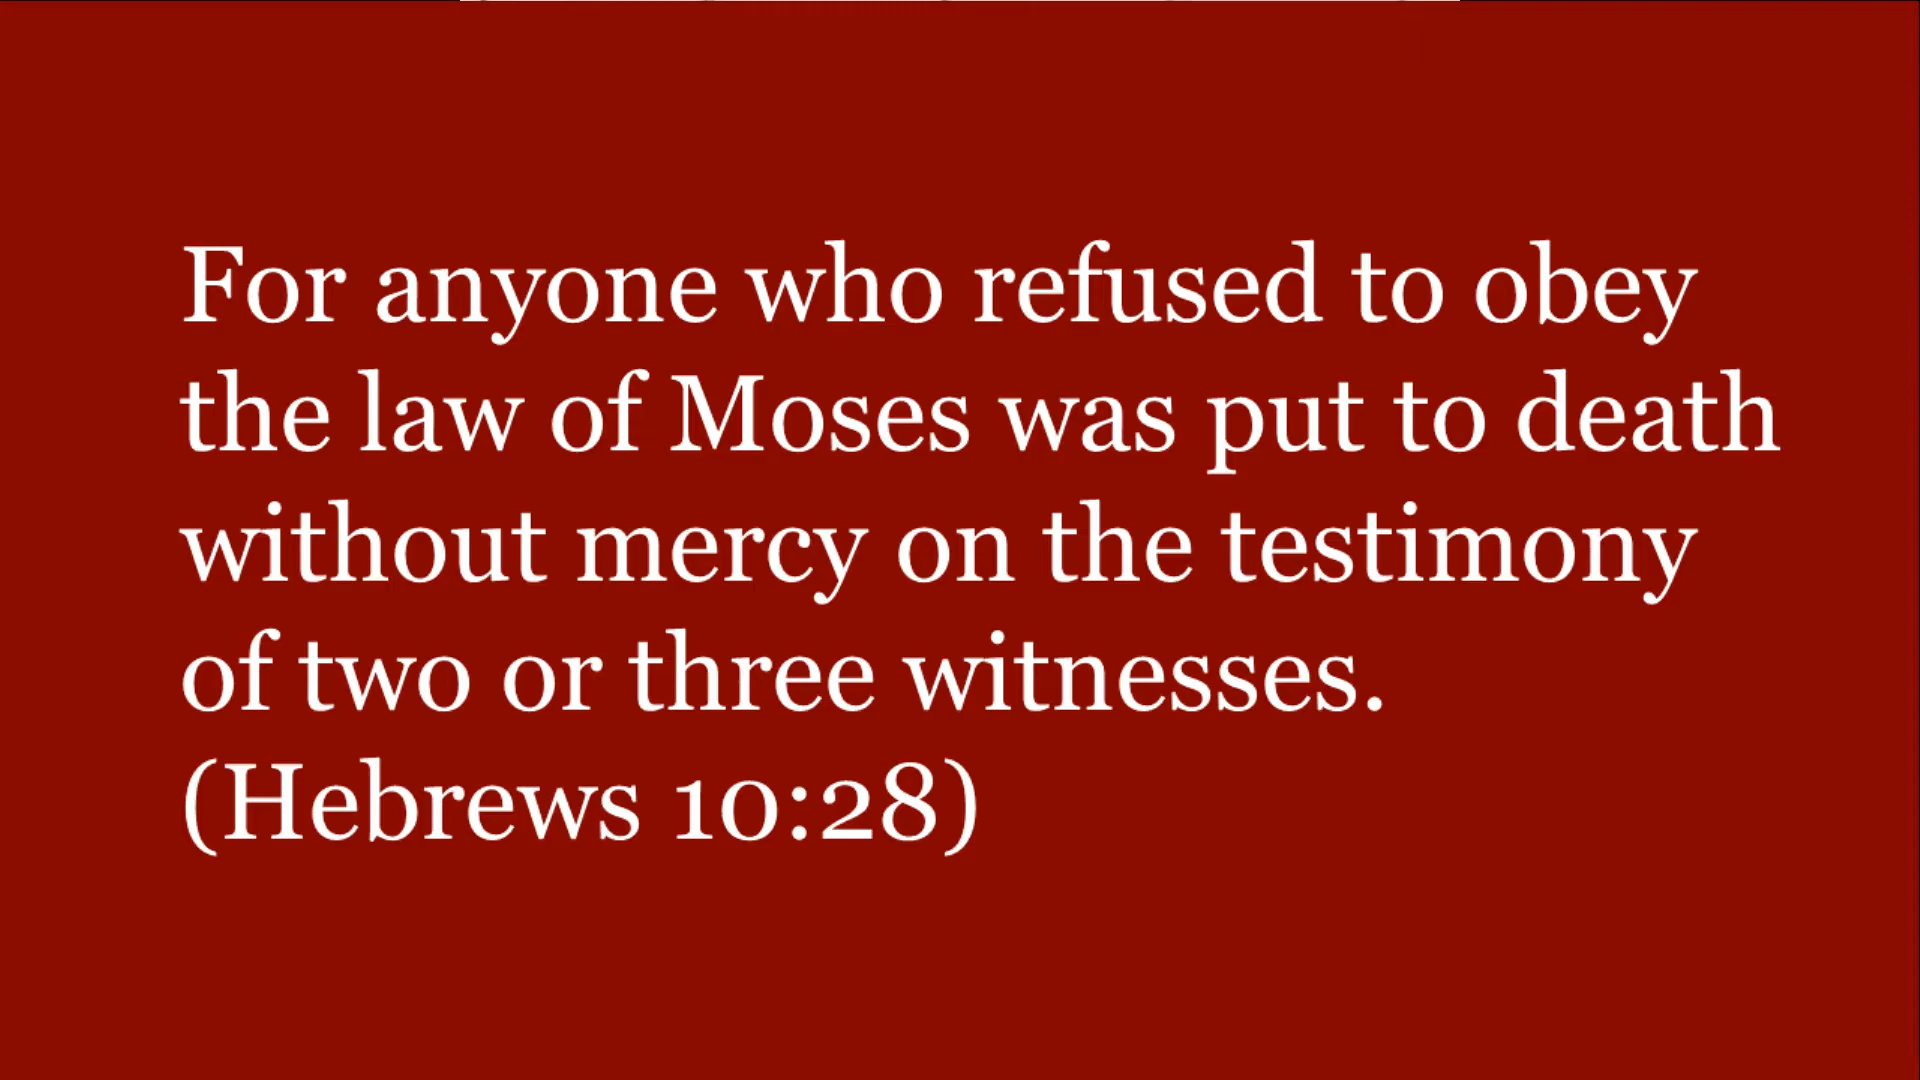 For anyone who refused to obey
the law of Moses was put to death
without mercy on the testimony
of two or three witnesses.
(Hebrews 10:28)